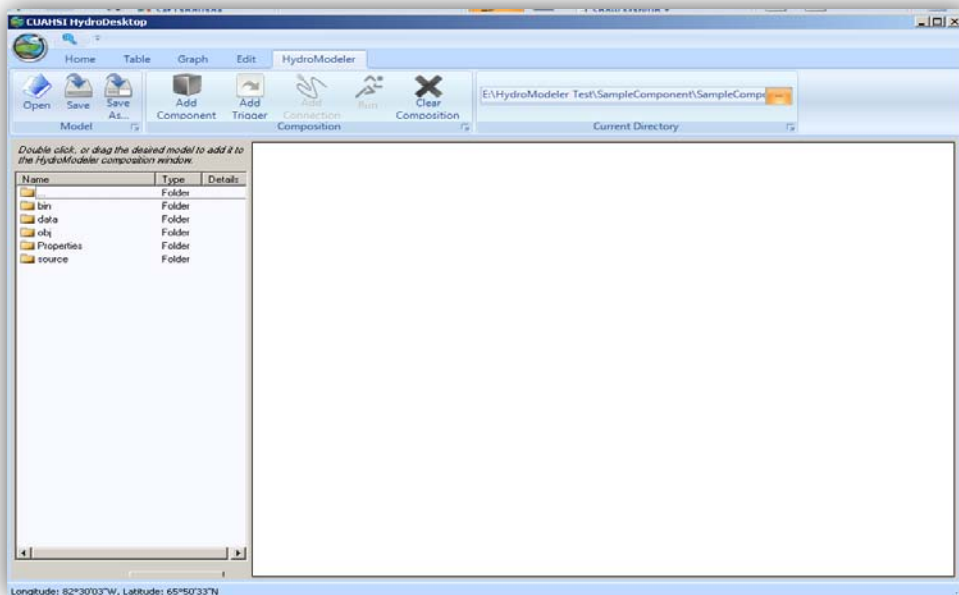 CUAHSI HydroDesktop
Home Table Graph Edit HydroModeler
Open Save Save As... Add Component Add Trigger Add Connection Run Clear Composition
E:\HydroModeler Test\SampleComponent\SampleCompo
Model Composition Current Directory
Double click, or drag the desired model to add it to
the HydroModeler composition window.
Name Type Details
... Folder
bin Folder
data Folder
obj Folder
Properties Folder
source Folder
Longitude: 82°30'03"W, Latitude: 65°50'33"N